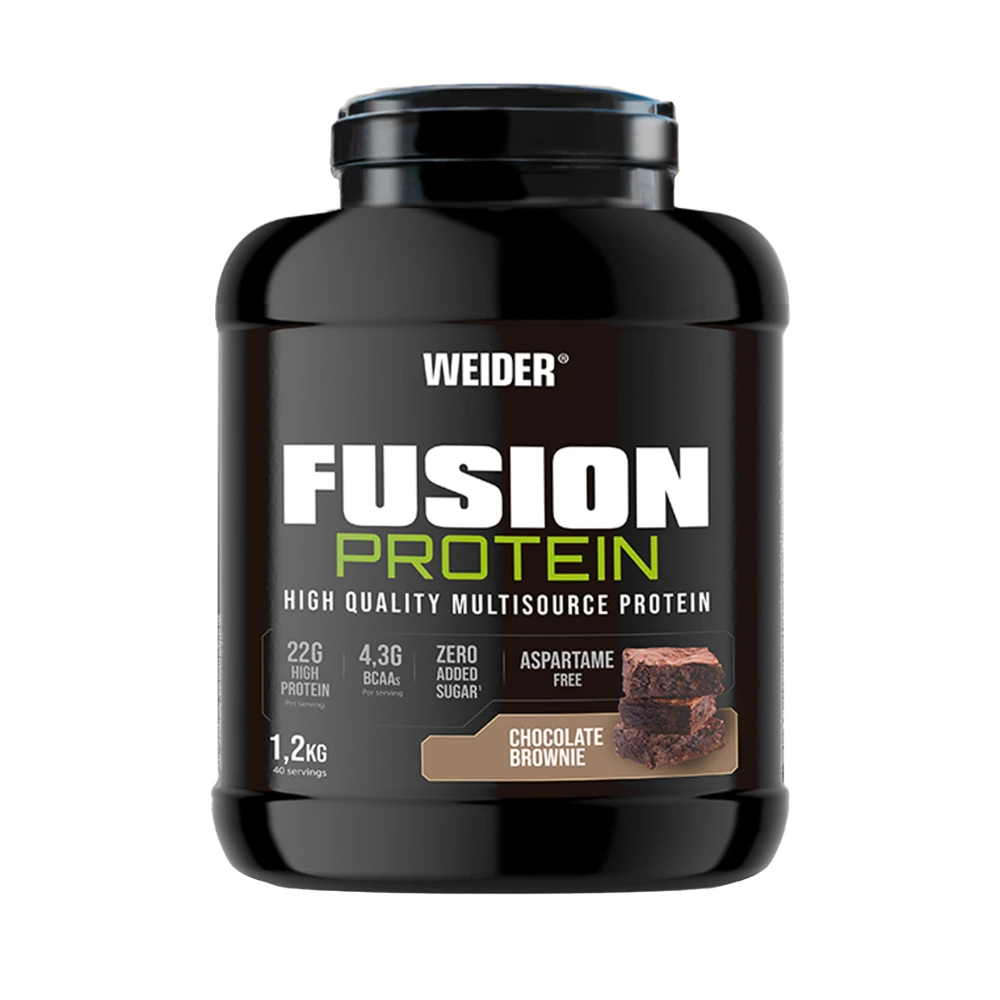 WEIDER®
FUSION
PROTEIN
HIGH QUALITY MULTISOURCE PROTEIN
22G
HIGH
PROTEIN
Per serving
4,3G
BCAAs
Per serving
ZERO
ADDED
SUGAR¹
ASPARTAME
FREE
CHOCOLATE
BROWNIE
1,2KG
40 servings